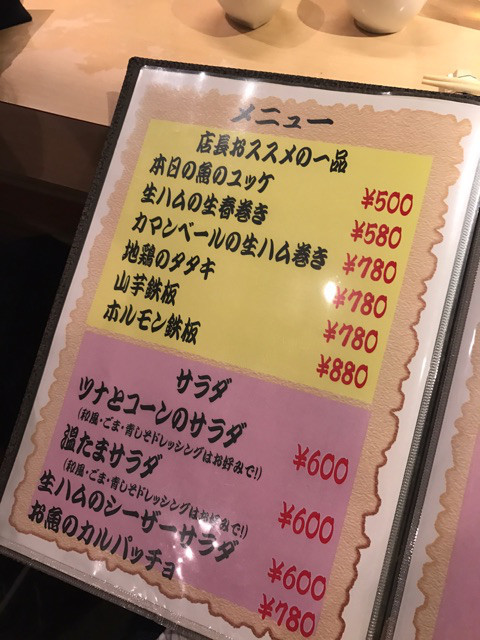 メニュー
店長おススメの一品
本日の魚のユッケ ¥500
生ハムの生春巻き ¥580
カマンベールの生ハム巻き ¥780
地鶏のタタキ ¥780
山芋鉄板 ¥780
ホルモン鉄板 ¥880
サラダ
ツナとコーンのサラダ ¥600
(和風・ごま・青しそドレッシングはお好みで!)
温たまサラダ ¥600
(和風・ごま・青しそドレッシングはお好みで!)
生ハムのシーザーサラダ ¥600
お魚のカルパッチョ ¥780